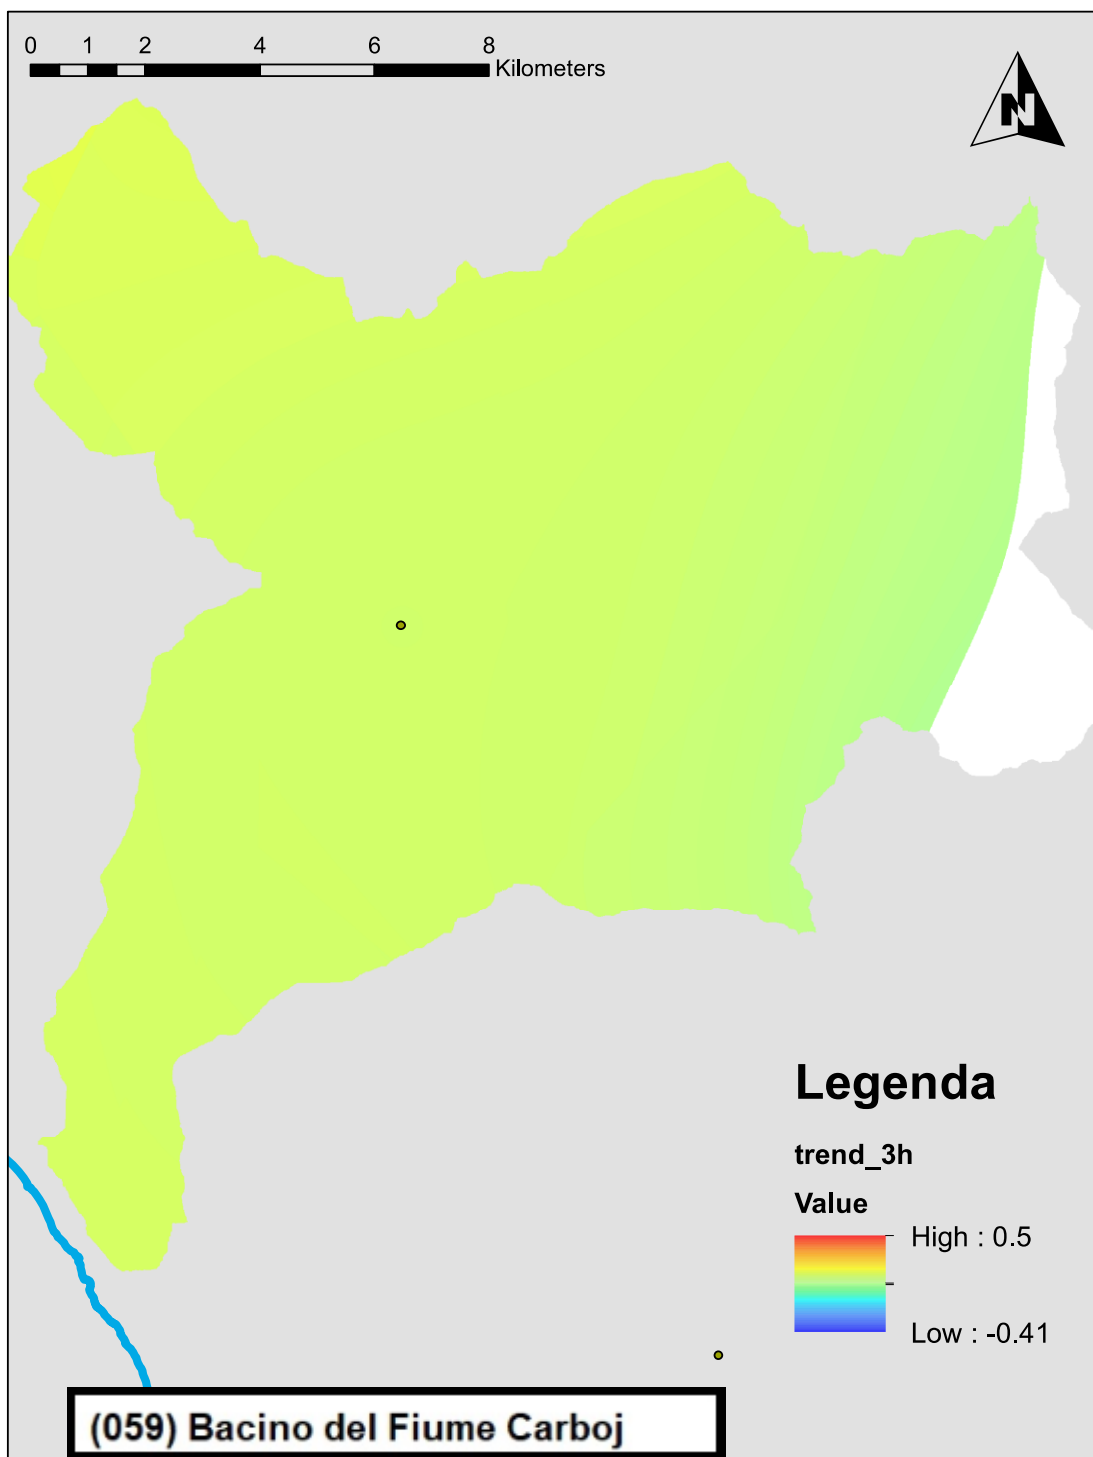 0 1 2 4 6 8
Kilometers
N
Legenda
trend_3h
Value
High : 0.5
Low : -0.41
(059) Bacino del Fiume Carboj